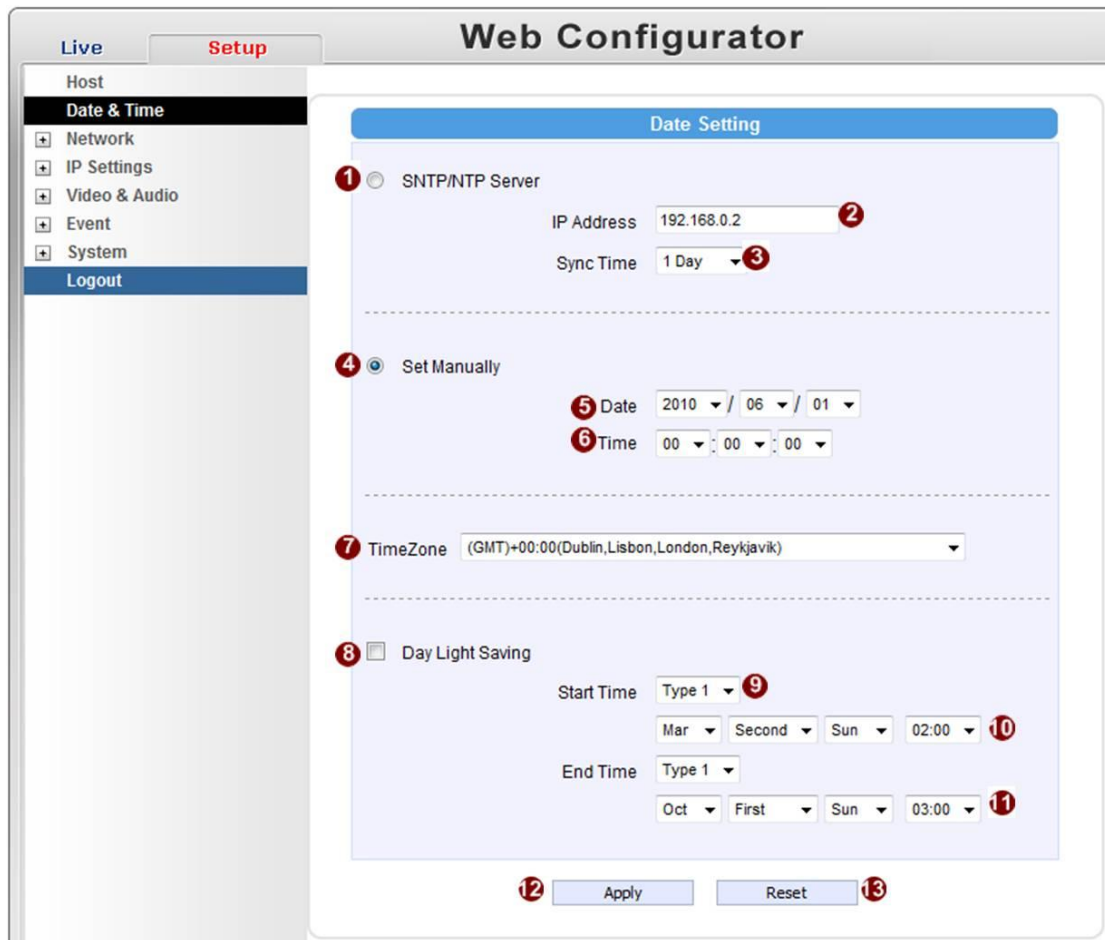 Web Configurator
Live Setup
Host
Date & Time
Network
IP Settings
Video & Audio
Event
System
Logout
Date Setting
1 SNTP/NTP Server
IP Address 192.168.0.2 2
Sync Time 1 Day 3
4 Set Manually
5 Date 2010 / 06 / 01
6 Time 00 : 00 : 00
7 TimeZone (GMT)+00:00(Dublin,Lisbon,London,Reykjavik)
8 Day Light Saving
Start Time Type 1 9
Mar Second Sun 02:00 10
End Time Type 1
Oct First Sun 03:00 11
12 Apply Reset 13